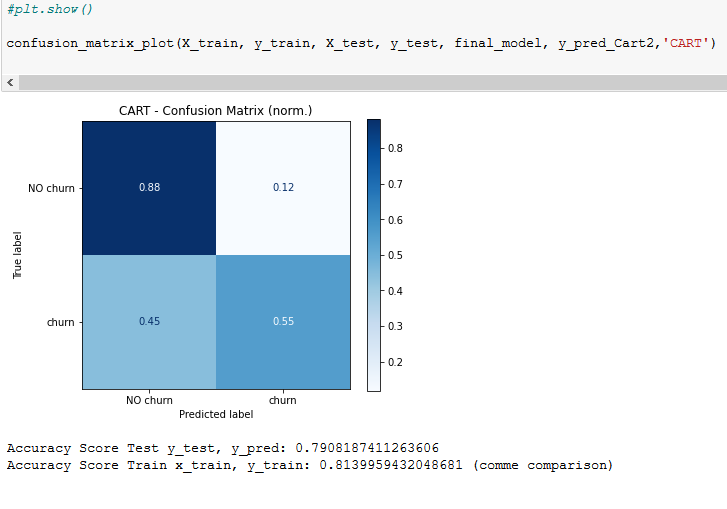 #plt.show()
confusion_matrix_plot(X_train, y_train, X_test, y_test, final_model, y_pred_Cart2,'CART')
CART - Confusion Matrix (norm.)
NO churn
0.88
0.12
churn
0.45
0.55
True label
NO churn
churn
Predicted label
0.8
0.7
0.6
0.5
0.4
0.3
0.2
Accuracy Score Test y_test, y_pred: 0.7908187411263606
Accuracy Score Train x_train, y_train: 0.8139959432048681 (comme comparison)